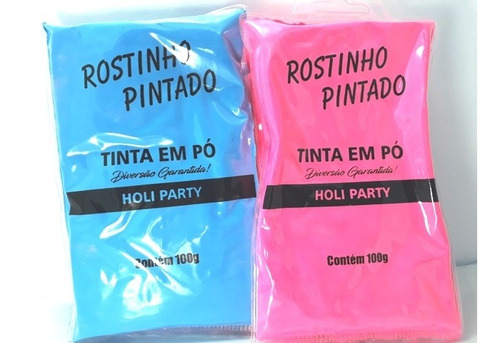 ROSTINHO
PINTADO
TINTA EM PÓ
Diversão Garantida!
HOLI PARTY
Contém 100g
ROSTINHO
PINTADO
TINTA EM PÓ
Diversão Garantida!
HOLI PARTY
Contém 100g